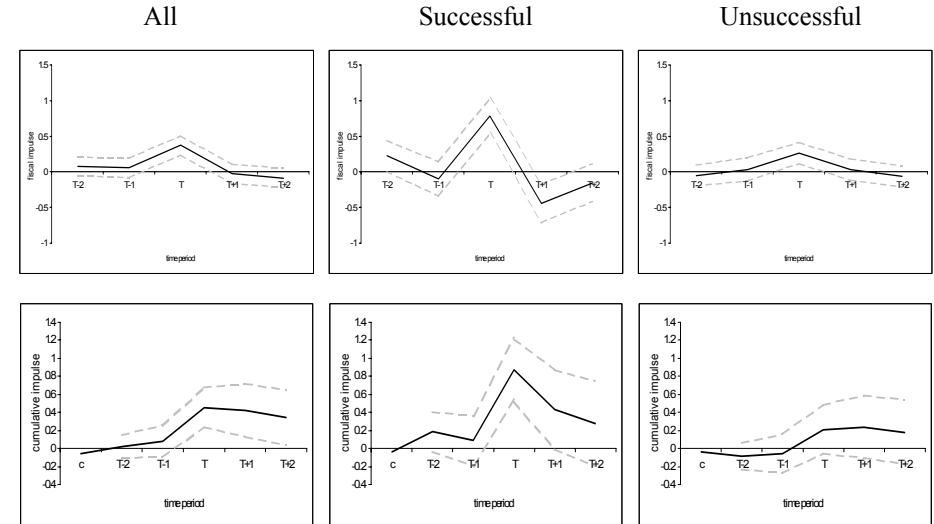 All Successful Unsuccessful
fiscal impulse
1.5
1
0.5
0
-0.5
-1
T-2 T-1 T T+1 T+2
time period
fiscal impulse
1.5
1
0.5
0
-0.5
-1
T-2 T-1 T T+1 T+2
time period
fiscal impulse
1.5
1
0.5
0
-0.5
-1
T-2 T-1 T T+1 T+2
time period
cumulative impulse
1.4
1.2
1
0.8
0.6
0.4
0.2
0
-0.2
-0.4
c T-2 T-1 T T+1 T+2
time period
cumulative impulse
1.4
1.2
1
0.8
0.6
0.4
0.2
0
-0.2
-0.4
c T-2 T-1 T T+1 T+2
time period
cumulative impulse
1.4
1.2
1
0.8
0.6
0.4
0.2
0
-0.2
-0.4
c T-2 T-1 T T+1 T+2
time period